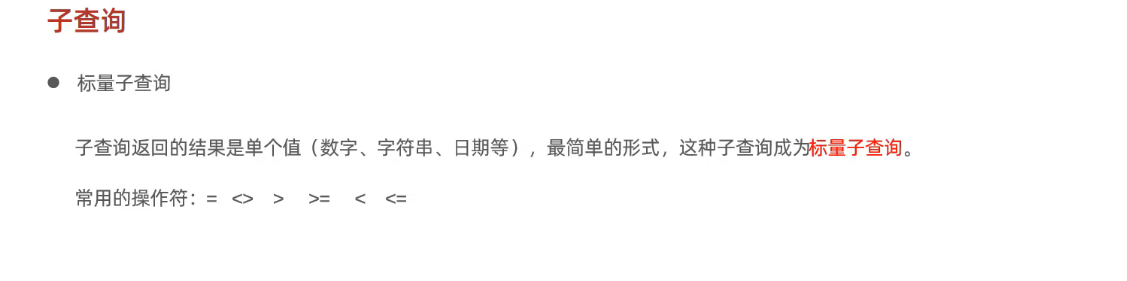 子查询
● 标量子查询
子查询返回的结果是单个值（数字、字符串、日期等），最简单的形式，这种子查询成为标量子查询。
常用的操作符：= <> > >= < <=